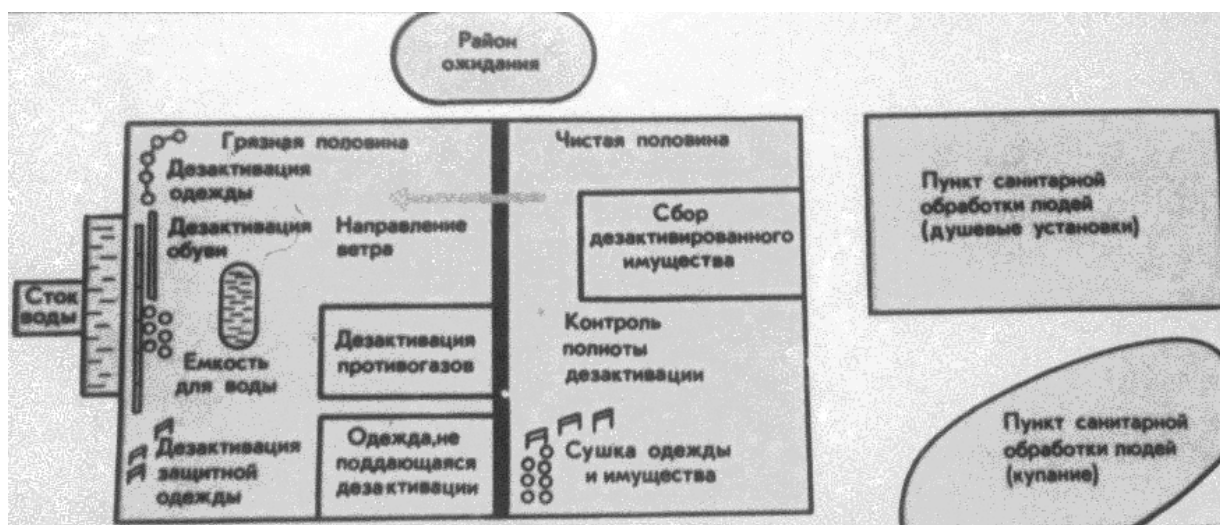 Район
ожидания
Грязная половина
Дезактивация
одежды
Дезактивация
обуви
Направление
ветра
Сток
воды
Емкость
для воды
Дезактивация
противогазов
Дезактивация
защитной
одежды
Одежда,не
поддающаяся
дезактивации
Чистая половина
Сбор
дезактивированного
имущества
Контроль
полноты
дезактивации
Сушка одежды
и имущества
Пункт санитарной
обработки людей
(душевые установки)
Пункт санитарной
обработки людей
(купание)